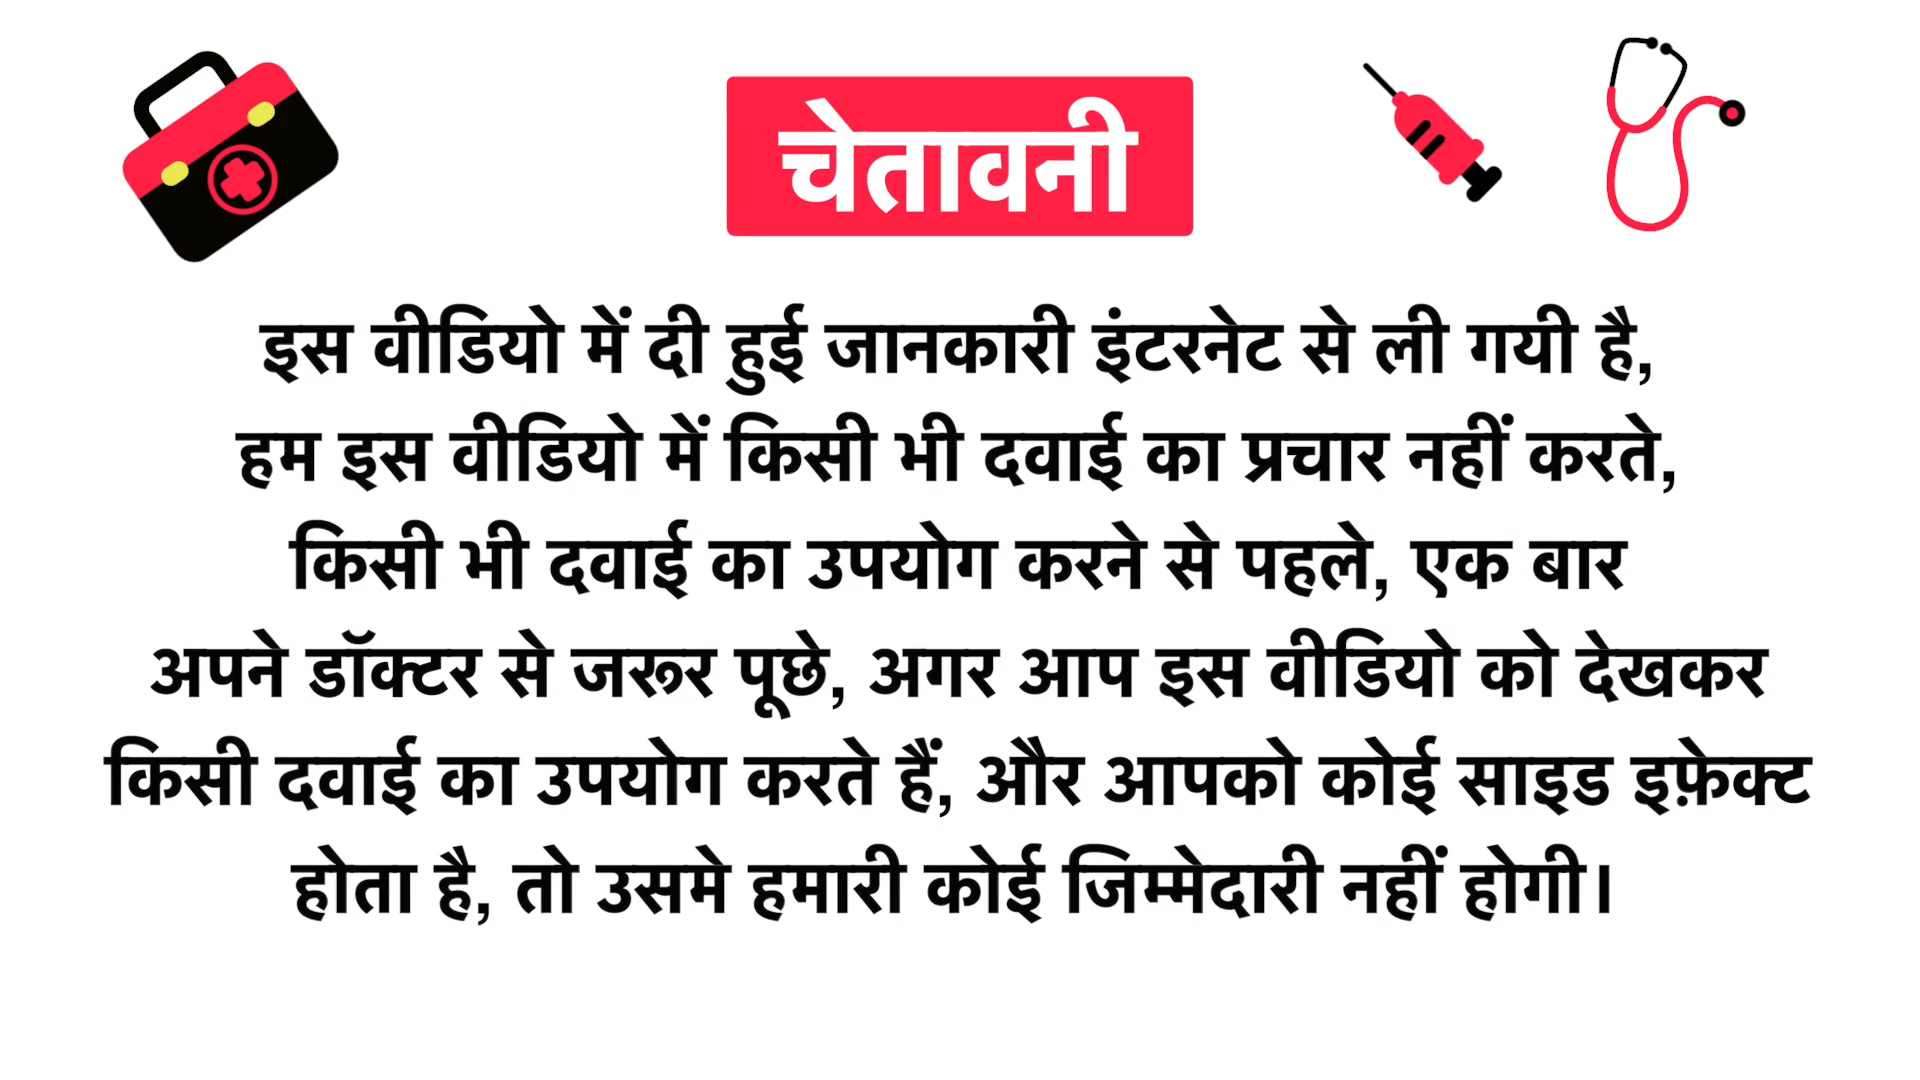 चेतावनी
इस वीडियो में दी हुई जानकारी इंटरनेट से ली गयी है,
हम इस वीडियो में किसी भी दवाई का प्रचार नहीं करते,
किसी भी दवाई का उपयोग करने से पहले, एक बार
अपने डॉक्टर से जरूर पूछे, अगर आप इस वीडियो को देखकर
किसी दवाई का उपयोग करते हैं, और आपको कोई साइड इफ़ेक्ट
होता है, तो उसमे हमारी कोई जिम्मेदारी नहीं होगी।